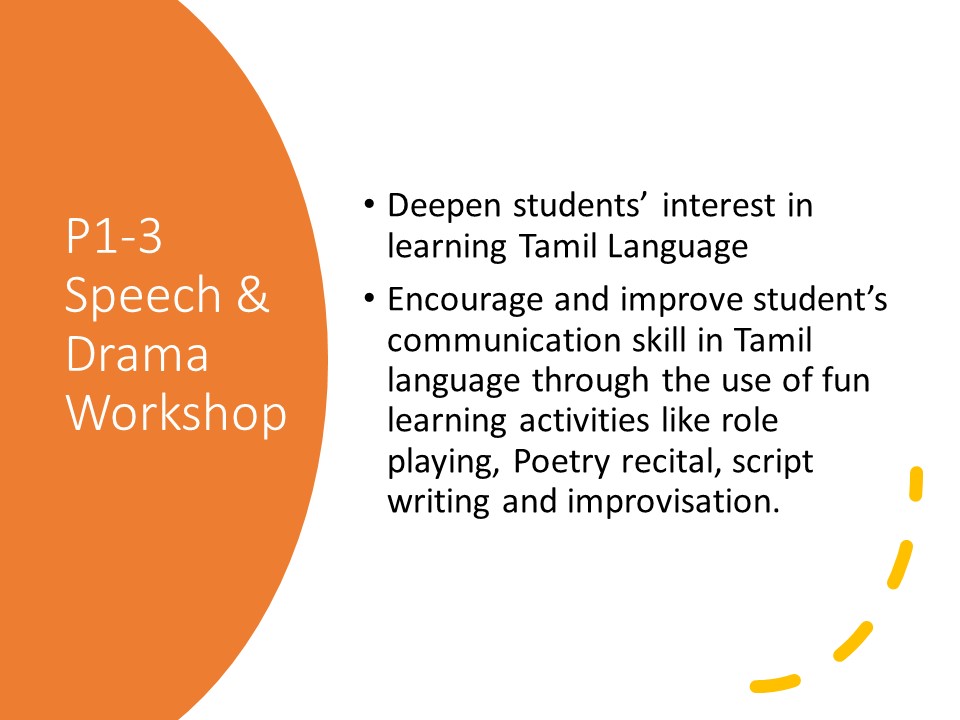 P1-3
Speech &
Drama
Workshop
• Deepen students’ interest in
learning Tamil Language
• Encourage and improve student’s
communication skill in Tamil
language through the use of fun
learning activities like role
playing, Poetry recital, script
writing and improvisation.